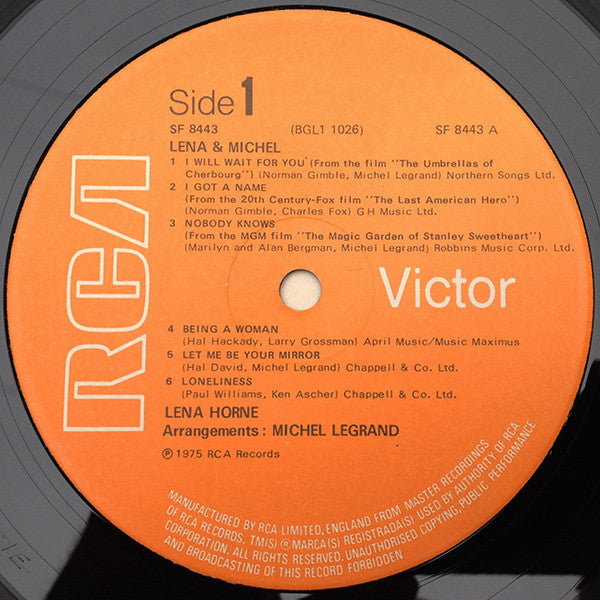 Side 1
SF 8443 (BGL1 1026) SF 8443 A
LENA & MICHEL
1 I WILL WAIT FOR YOU (From the film "The Umbrellas of
Cherbourg") (Norman Gimble, Michel Legrand) Northern Songs Ltd.
2 I GOT A NAME
(From the 20th Century-Fox film "The Last American Hero")
(Norman Gimble, Charles Fox) G H Music Ltd.
3 NOBODY KNOWS
(From the MGM film "The Magic Garden of Stanley Sweetheart")
(Marilyn and Alan Bergman, Michel Legrand) Robbins Music Corp. Ltd.
RCA
Victor
4 BEING A WOMAN
(Hal Hackady, Larry Grossman) April Music/Music Maximus
5 LET ME BE YOUR MIRROR
(Hal David, Michel Legrand) Chappell & Co. Ltd.
6 LONELINESS
(Paul Williams, Ken Ascher) Chappell & Co. Ltd.
LENA HORNE
Arrangements : MICHEL LEGRAND
℗ 1975 RCA Records
MANUFACTURED BY RCA LIMITED, ENGLAND FROM MASTER RECORDINGS
OF RCA RECORDS. TM(S) ® MARCA(S) REGISTRADA(S) USED BY AUTHORITY OF RCA
CORPORATION. ALL RIGHTS RESERVED. UNAUTHORISED COPYING, PUBLIC PERFORMANCE
AND BROADCASTING OF THIS RECORD FORBIDDEN